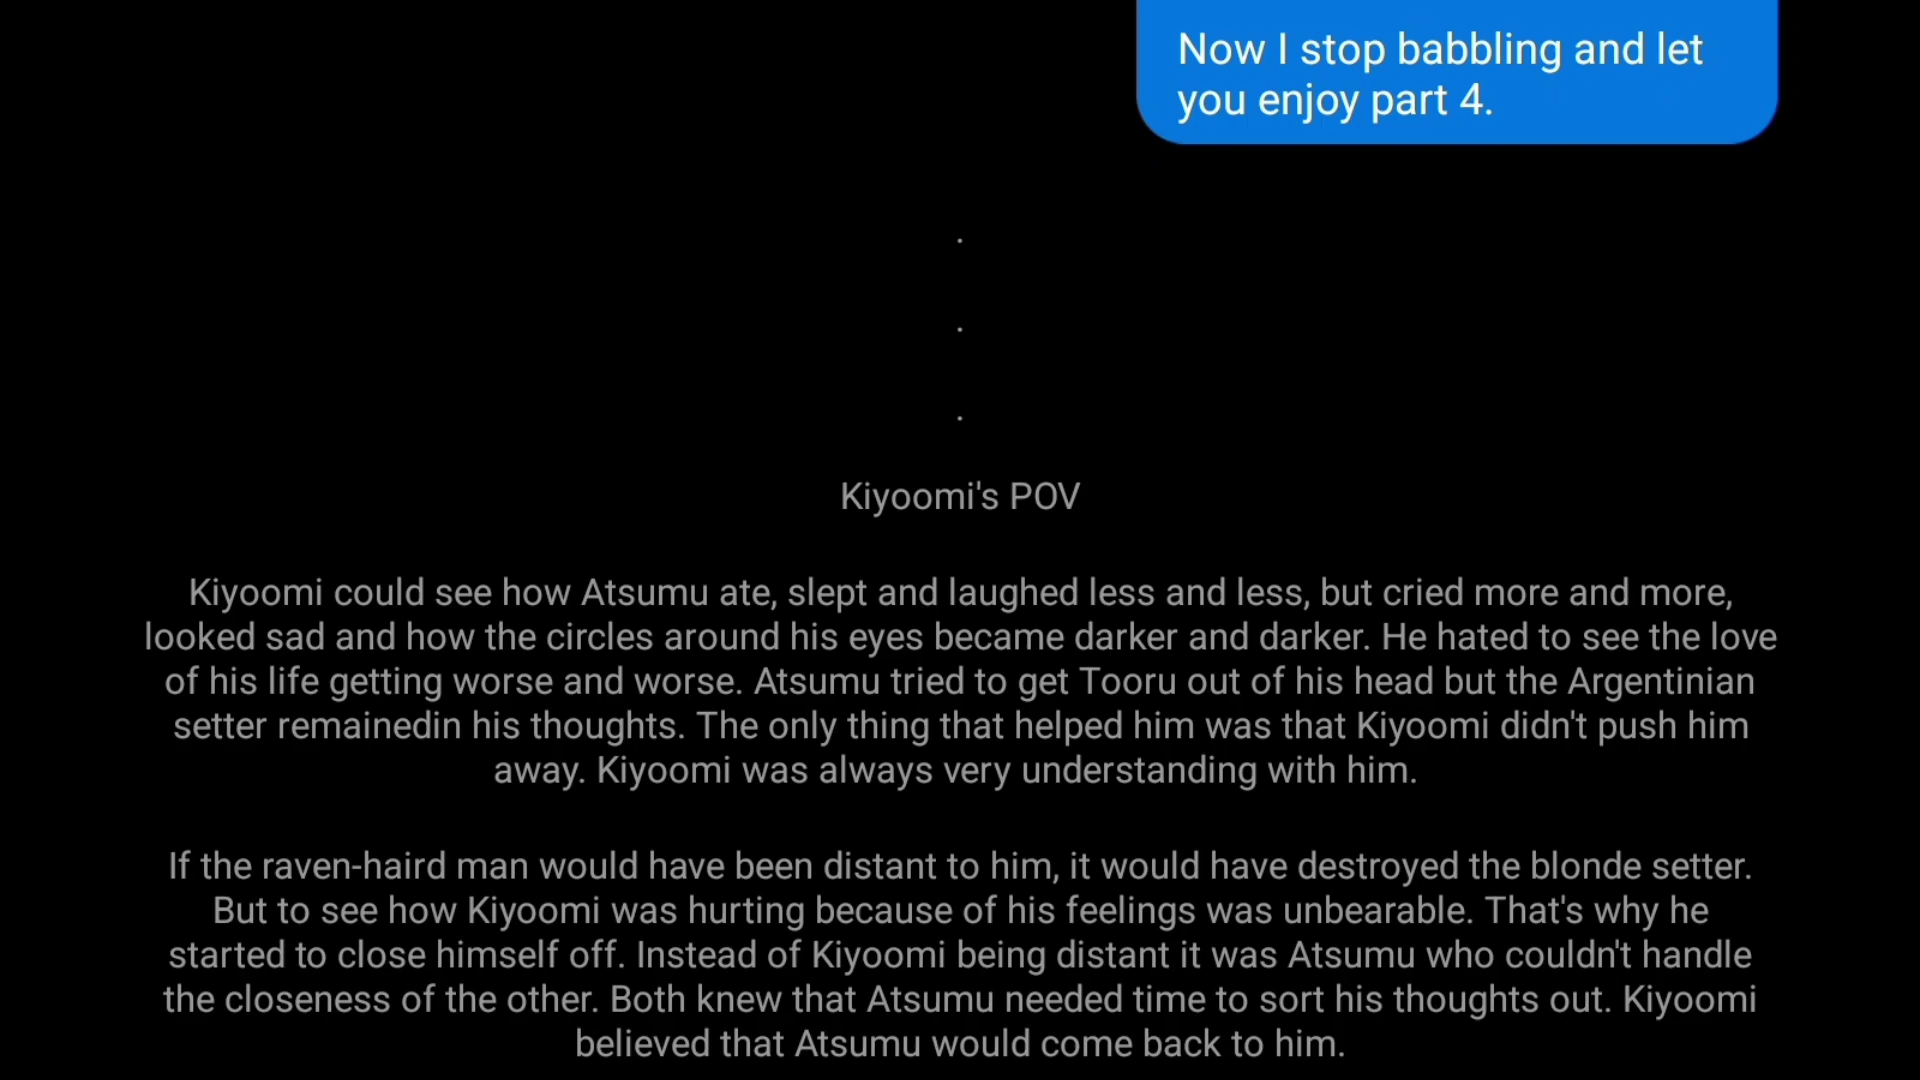 Now I stop babbling and let
you enjoy part 4.
.
.
.
Kiyoomi's POV
Kiyoomi could see how Atsumu ate, slept and laughed less and less, but cried more and more,
looked sad and how the circles around his eyes became darker and darker. He hated to see the love
of his life getting worse and worse. Atsumu tried to get Tooru out of his head but the Argentinian
setter remainedin his thoughts. The only thing that helped him was that Kiyoomi didn't push him
away. Kiyoomi was always very understanding with him.
If the raven-haird man would have been distant to him, it would have destroyed the blonde setter.
But to see how Kiyoomi was hurting because of his feelings was unbearable. That's why he
started to close himself off. Instead of Kiyoomi being distant it was Atsumu who couldn't handle
the closeness of the other. Both knew that Atsumu needed time to sort his thoughts out. Kiyoomi
believed that Atsumu would come back to him.